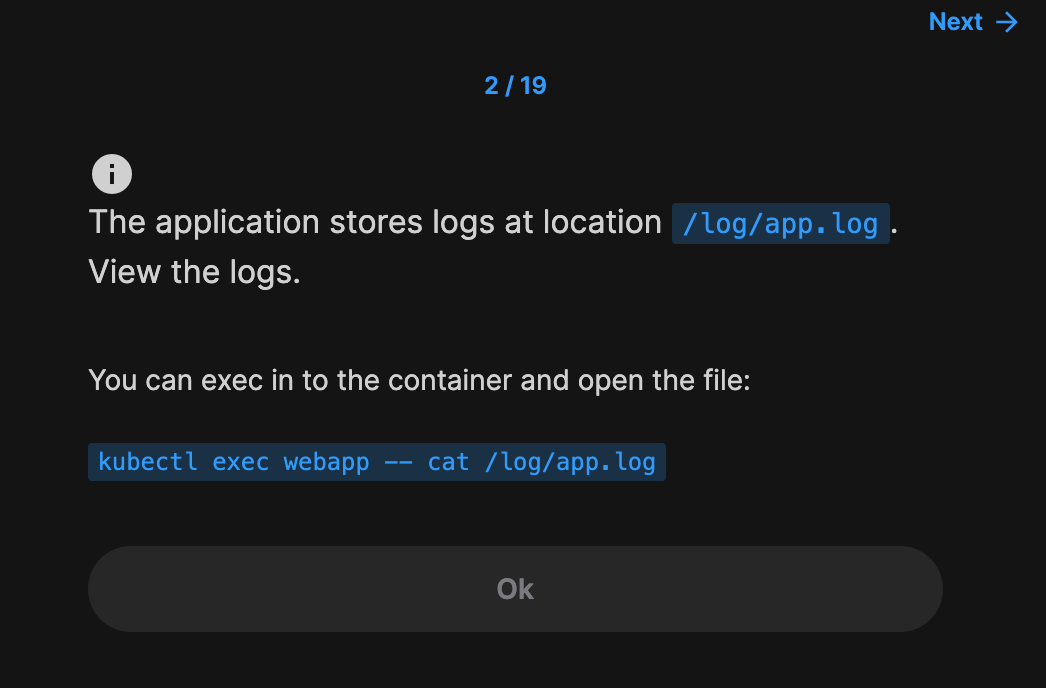 Next →
2 / 19
i
The application stores logs at location /log/app.log.
View the logs.
You can exec in to the container and open the file:
kubectl exec webapp -- cat /log/app.log
Ok